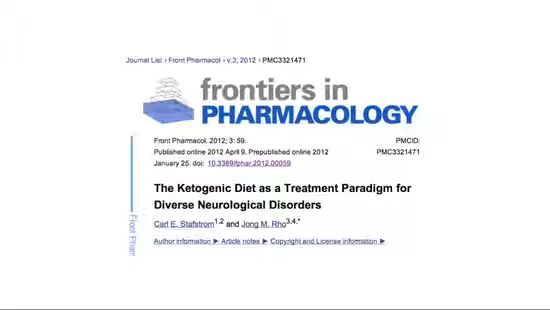 Journal List › Front Pharmacol › v.3; 2012 › PMC3321471
frontiers in
PHARMACOLOGY
Front Pharmacol. 2012; 3: 59.
PMCID:
Published online 2012 April 9. Prepublished online 2012
PMC3321471
January 25. doi: 10.3389/fphar.2012.00059
The Ketogenic Diet as a Treatment Paradigm for
Diverse Neurological Disorders
Carl E. Stafstrom1,2 and Jong M. Rho3,4,*
Author information ► Article notes ► Copyright and License information ►
Front Pharm